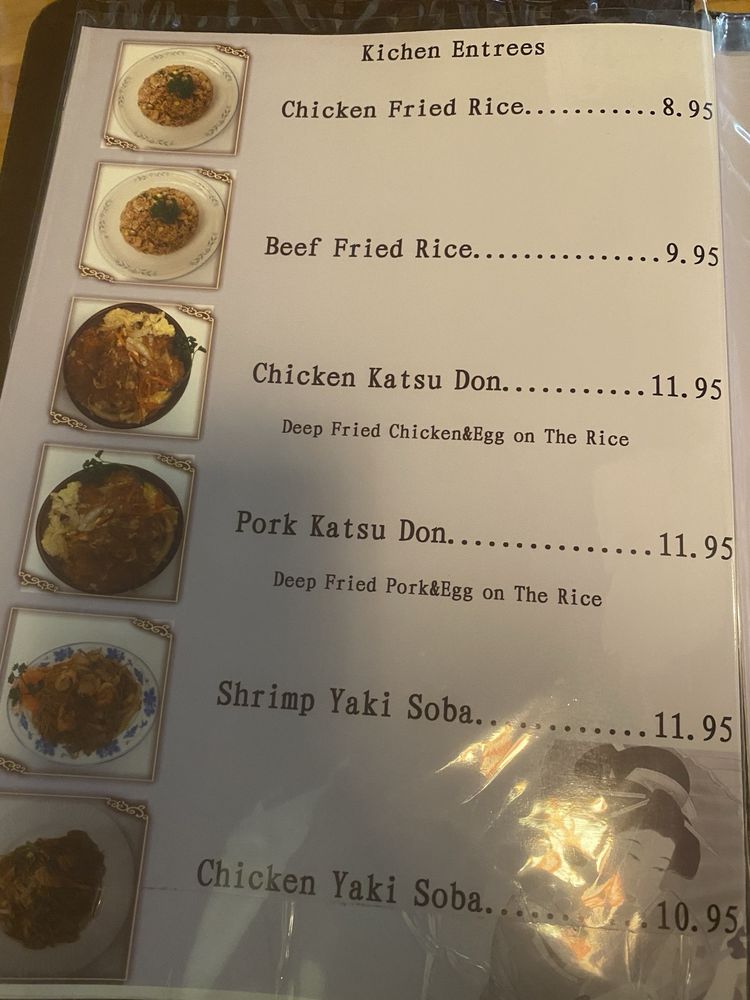 Kichen Entrees
Chicken Fried Rice...........8.95
Beef Fried Rice...............9.95
Chicken Katsu Don...........11.95
Deep Fried Chicken&Egg on The Rice
Pork Katsu Don...............11.95
Deep Fried Pork&Egg on The Rice
Shrimp Yaki Soba............11.95
Chicken Yaki Soba...........10.95